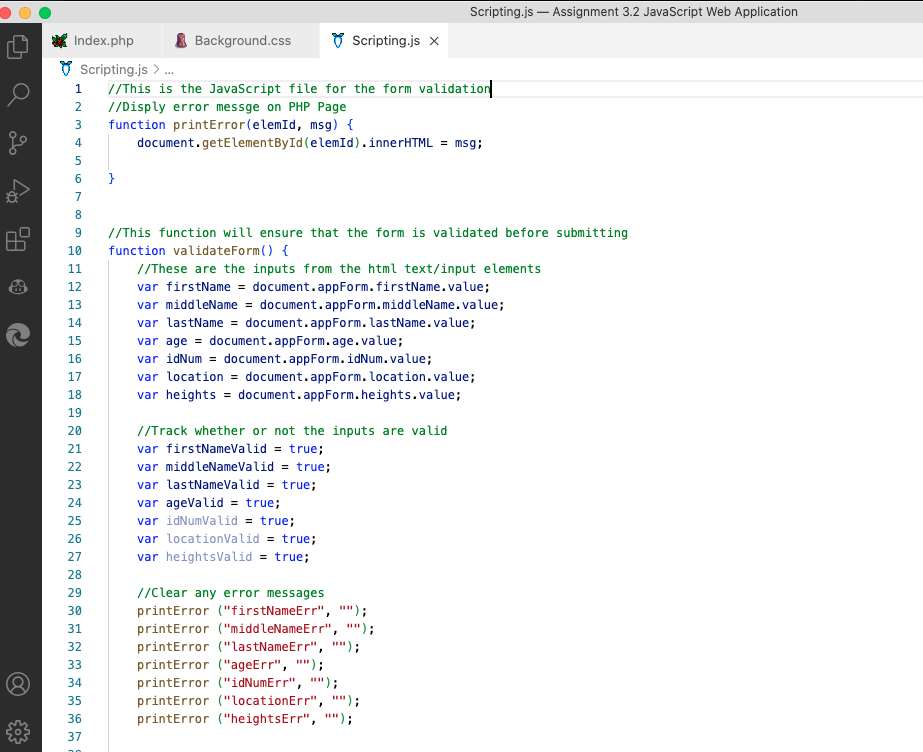 Scripting.js — Assignment 3.2 JavaScript Web Application
Index.php Background.css Scripting.js ×
Scripting.js > ...
1 //This is the JavaScript file for the form validation
2 //Disply error messge on PHP Page
3 function printError(elemId, msg) {
4 document.getElementById(elemId).innerHTML = msg;
5
6 }
7
8
9 //This function will ensure that the form is validated before submitting
10 function validateForm() {
11 //These are the inputs from the html text/input elements
12 var firstName = document.appForm.firstName.value;
13 var middleName = document.appForm.middleName.value;
14 var lastName = document.appForm.lastName.value;
15 var age = document.appForm.age.value;
16 var idNum = document.appForm.idNum.value;
17 var location = document.appForm.location.value;
18 var heights = document.appForm.heights.value;
19
20 //Track whether or not the inputs are valid
21 var firstNameValid = true;
22 var middleNameValid = true;
23 var lastNameValid = true;
24 var ageValid = true;
25 var idNumValid = true;
26 var locationValid = true;
27 var heightsValid = true;
28
29 //Clear any error messages
30 printError ("firstNameErr", "");
31 printError ("middleNameErr", "");
32 printError ("lastNameErr", "");
33 printError ("ageErr", "");
34 printError ("idNumErr", "");
35 printError ("locationErr", "");
36 printError ("heightsErr", "");
37